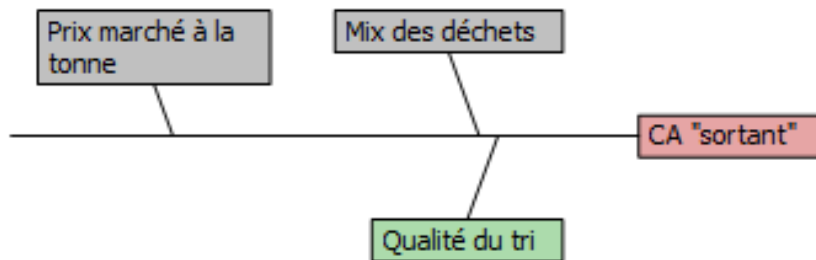 Prix marché à la
tonne
Mix des déchets
CA "sortant"
Qualité du tri